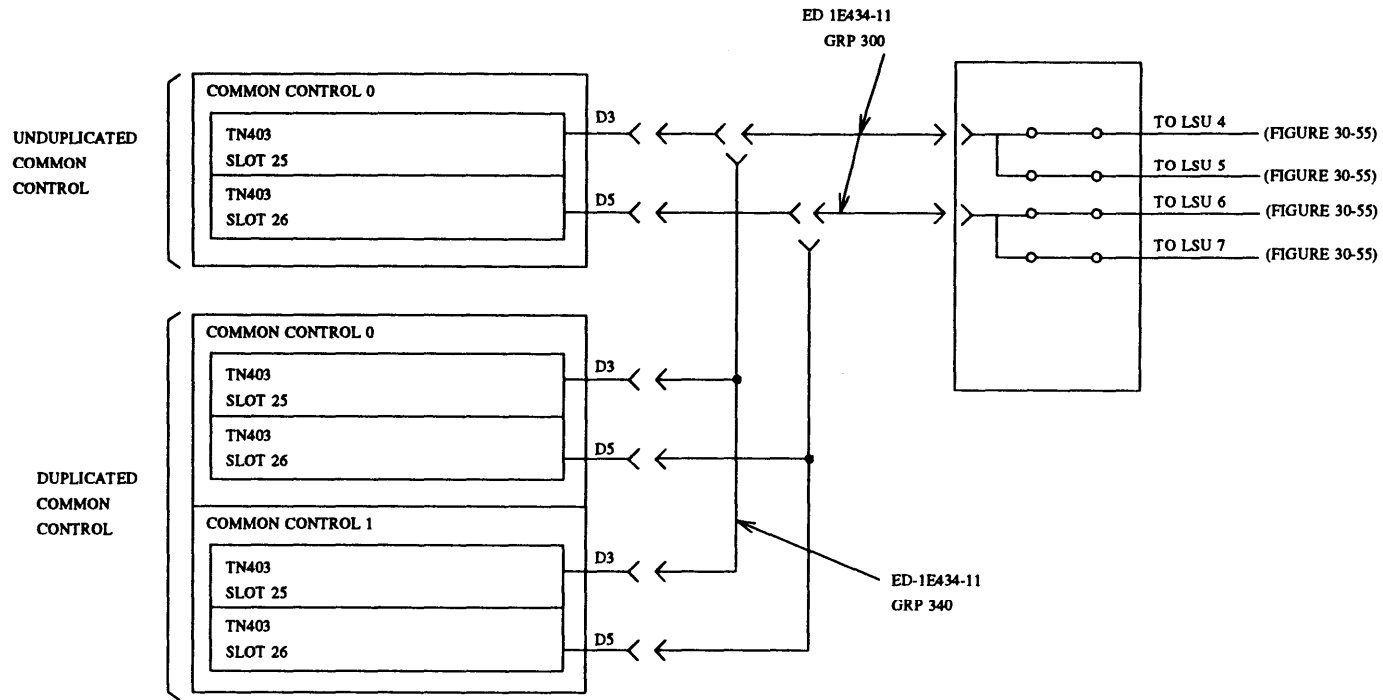 ED 1E434-11
GRP 300
UNDUPLICATED
COMMON
CONTROL
COMMON CONTROL 0
TN403
SLOT 25
D3
TN403
SLOT 26
D5
TO LSU 4
(FIGURE 30-55)
TO LSU 5
(FIGURE 30-55)
TO LSU 6
(FIGURE 30-55)
TO LSU 7
(FIGURE 30-55)
DUPLICATED
COMMON
CONTROL
COMMON CONTROL 0
TN403
SLOT 25
D3
TN403
SLOT 26
D5
COMMON CONTROL 1
TN403
SLOT 25
D3
TN403
SLOT 26
D5
ED-1E434-11
GRP 340